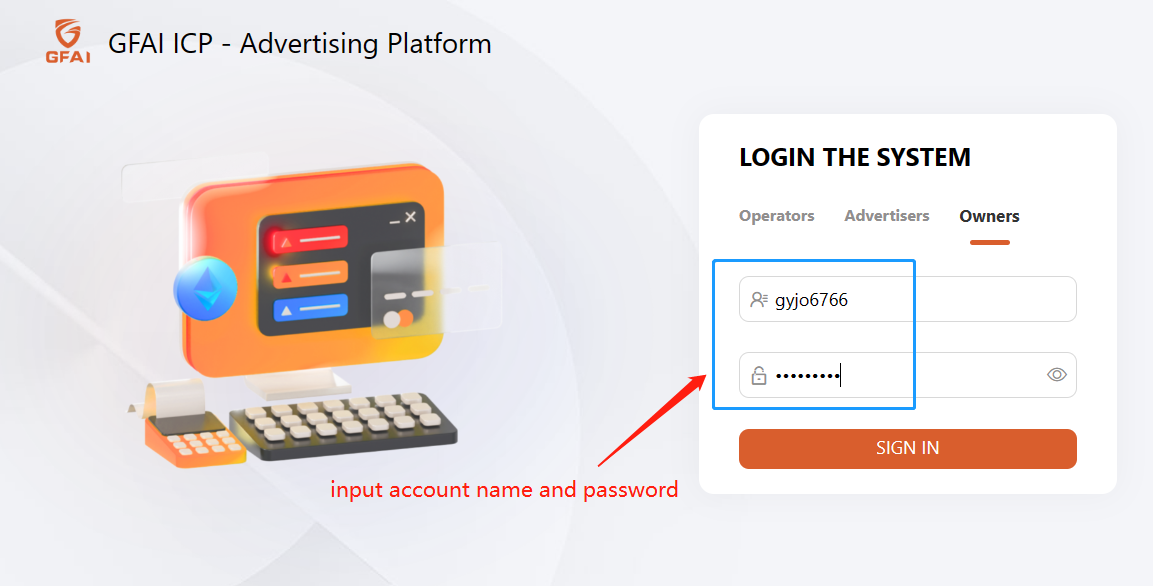 GFAI
GFAI ICP - Advertising Platform
LOGIN THE SYSTEM
Operators Advertisers Owners
gyjo6766
•••••••••
SIGN IN
input account name and password